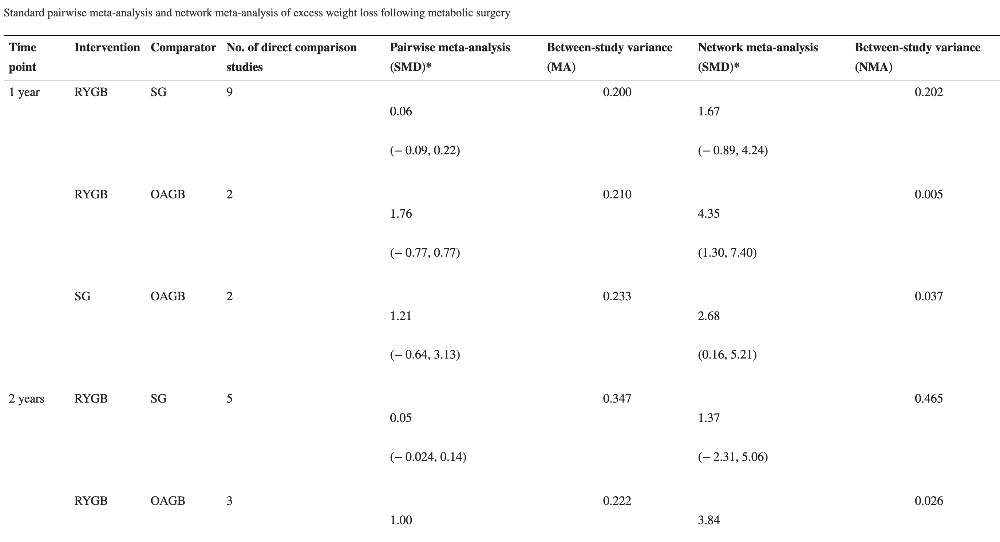 Standard pairwise meta-analysis and network meta-analysis of excess weight loss following metabolic surgery
Time point Intervention Comparator No. of direct comparison studies Pairwise meta-analysis (SMD)* Between-study variance (MA) Network meta-analysis (SMD)* Between-study variance (NMA)
1 year RYGB SG 9 0.200 0.202
0.06 1.67
(− 0.09, 0.22) (− 0.89, 4.24)
RYGB OAGB 2 0.210 0.005
1.76 4.35
(− 0.77, 0.77) (1.30, 7.40)
SG OAGB 2 0.233 0.037
1.21 2.68
(− 0.64, 3.13) (0.16, 5.21)
2 years RYGB SG 5 0.347 0.465
0.05 1.37
(− 0.024, 0.14) (− 2.31, 5.06)
RYGB OAGB 3 0.222 0.026
1.00 3.84